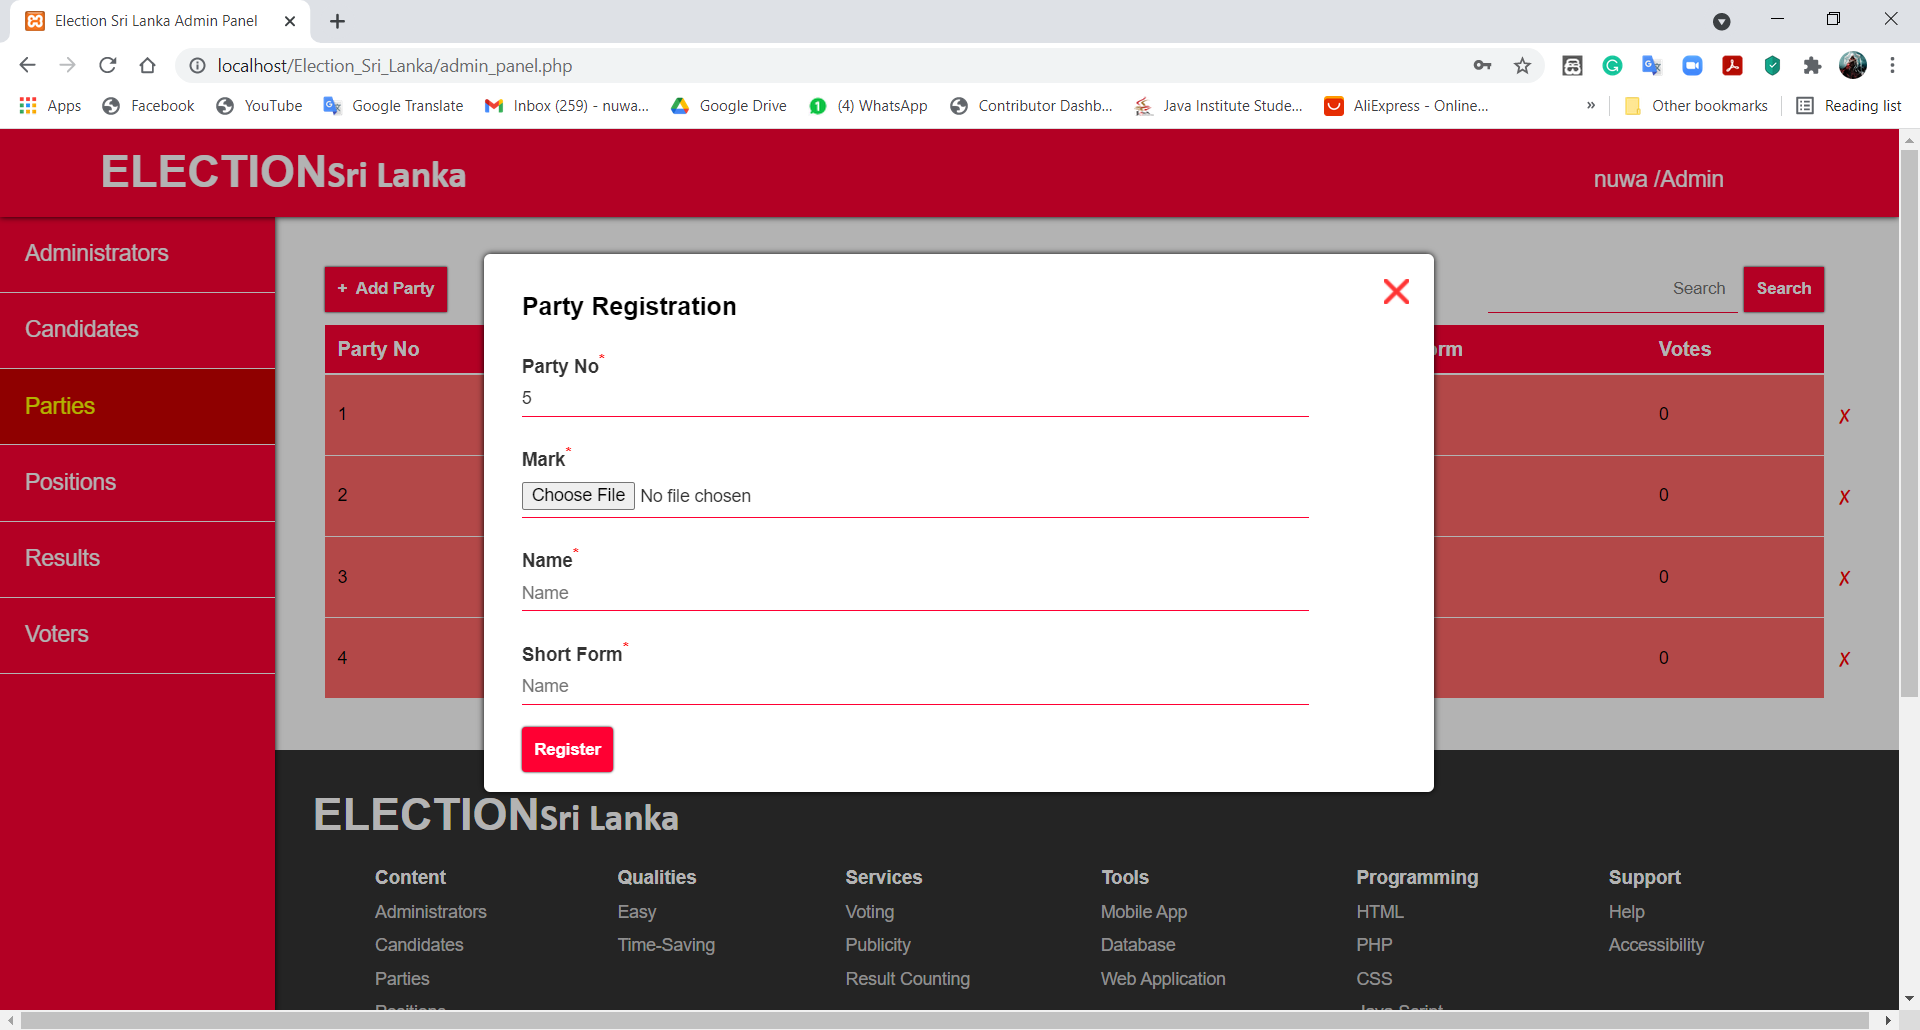 Election Sri Lanka Admin Panel
localhost/Election_Sri_Lanka/admin_panel.php
Apps Facebook YouTube Google Translate Inbox (259) - nuwa... Google Drive 1 (4) WhatsApp Contributor Dashb... Java Institute Stude... AliExpress - Online... » Other bookmarks Reading list
ELECTIONSri Lanka
nuwa /Admin
Administrators
Candidates
Parties
Positions
Results
Voters
+ Add Party
Search Search
Party No
orm Votes
1 0 X
2 0 X
3 0 X
4 0 X
Party Registration
Party No*
5
Mark*
Choose File No file chosen
Name*
Name
Short Form*
Name
Register
ELECTIONSri Lanka
Content Qualities Services Tools Programming Support
Administrators Easy Voting Mobile App HTML Help
Candidates Time-Saving Publicity Database PHP Accessibility
Parties Result Counting Web Application CSS
Positions Java Script